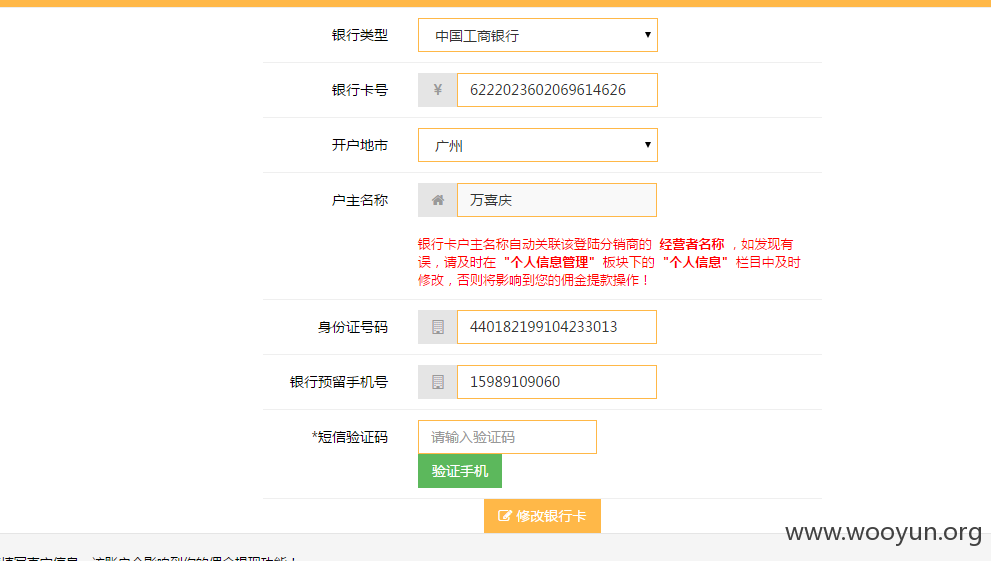 银行类型 中国工商银行
银行卡号 ¥ 6222023602069614626
开户地市 广州
户主名称 万喜庆
银行卡户主名称自动关联该登陆分销商的 经营者名称 ，如发现有
误，请及时在 "个人信息管理" 板块下的 "个人信息" 栏目中及时
修改，否则将影响到您的佣金提款操作！
身份证号码 440182199104233013
银行预留手机号 15989109060
*短信验证码 请输入验证码
验证手机
修改银行卡
www.wooyun.org